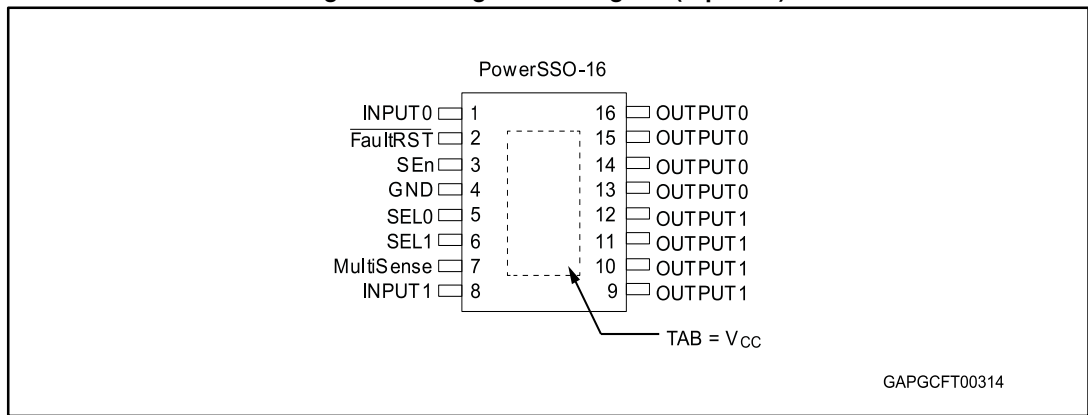 PowerSSO-16
INPUT0 1
FaultRST 2
SEn 3
GND 4
SEL0 5
SEL1 6
MultiSense 7
INPUT1 8
16 OUTPUT0
15 OUTPUT0
14 OUTPUT0
13 OUTPUT0
12 OUTPUT1
11 OUTPUT1
10 OUTPUT1
9 OUTPUT1
TAB = VCC
GAPGCFT00314